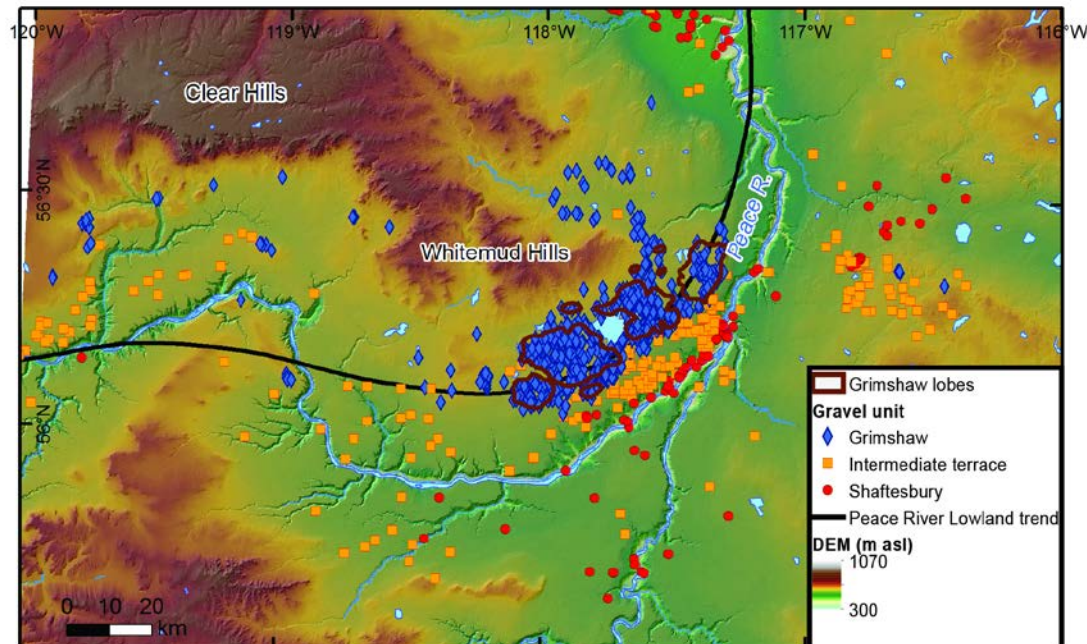 120°W
119°W
118°W
117°W
116°W
Clear Hills
56°30'N
Peace R.
Whitemud Hills
56°N
Grimshaw lobes
Gravel unit
Grimshaw
Intermediate terrace
Shaftesbury
Peace River Lowland trend
DEM (m asl)
1070
300
0 10 20
km